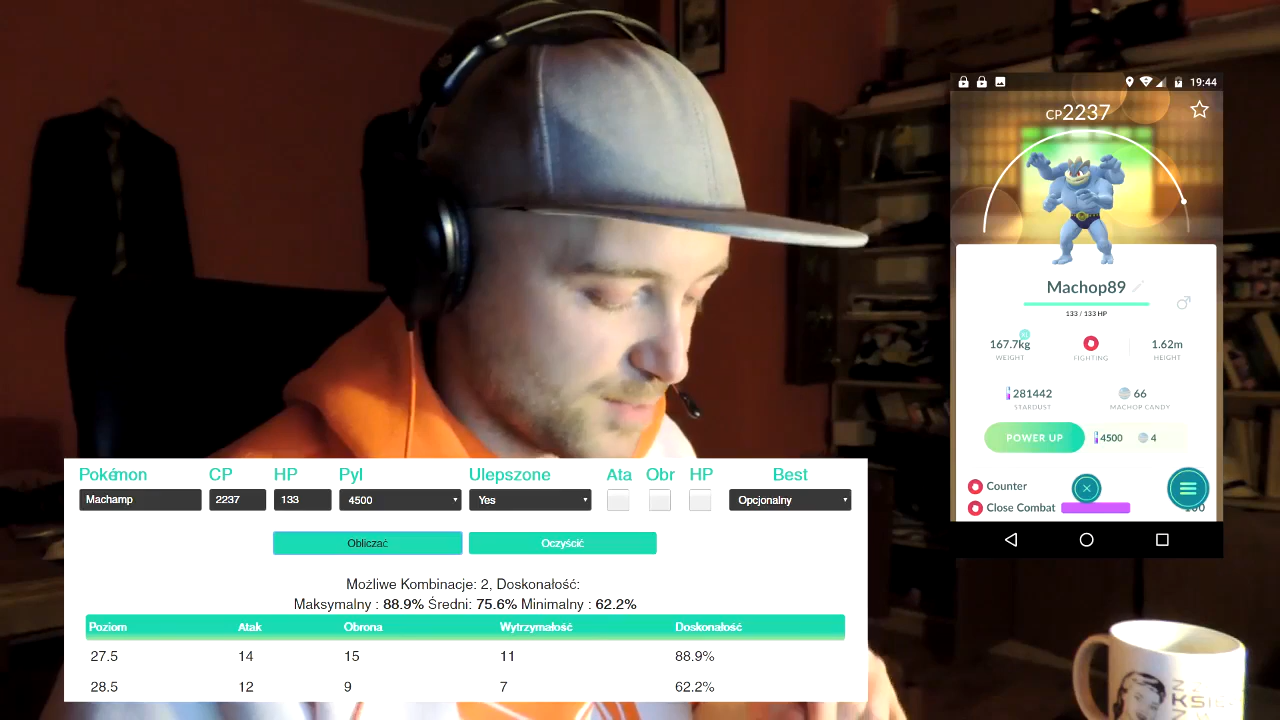 19:44
CP2237
Machop89
133 / 133 HP
XL
167.7kg
WEIGHT
FIGHTING
1.62m
HEIGHT
281442
STARDUST
66
MACHOP CANDY
POWER UP
4500
4
Counter
Close Combat
Pokémon CP HP Pyl Ulepszone Ata Obr HP Best
Machamp 2237 133 4500 Yes Opcjonalny
Obliczać Oczyścić
Możliwe Kombinacje: 2, Doskonałość:
Maksymalny : 88.9% Średni: 75.6% Minimalny : 62.2%
Poziom Atak Obrona Wytrzymałość Doskonałość
27.5 14 15 11 88.9%
28.5 12 9 7 62.2%